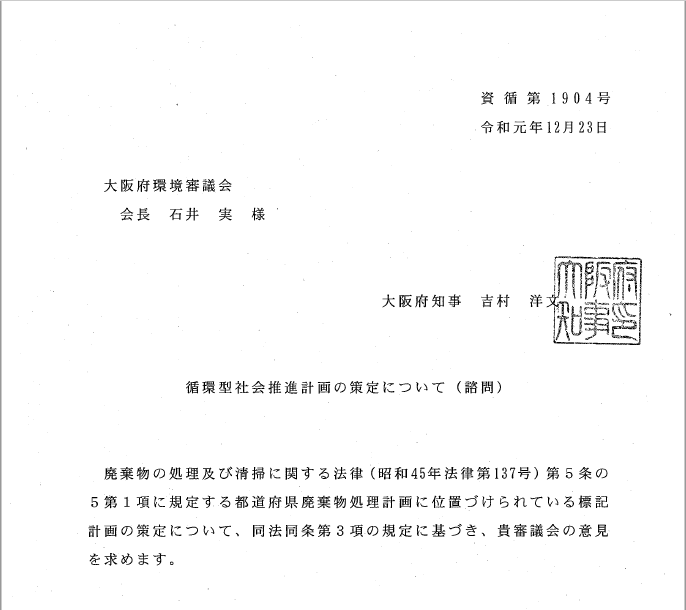 資循第1904号
令和元年12月23日
大阪府環境審議会
会長　石井　実　様
大阪府知事　吉村　洋文
大阪府知事印
循環型社会推進計画の策定について（諮問）
廃棄物の処理及び清掃に関する法律（昭和45年法律第137号）第５条の
５第１項に規定する都道府県廃棄物処理計画に位置づけられている標記
計画の策定について、同法同条第３項の規定に基づき、貴審議会の意見
を求めます。